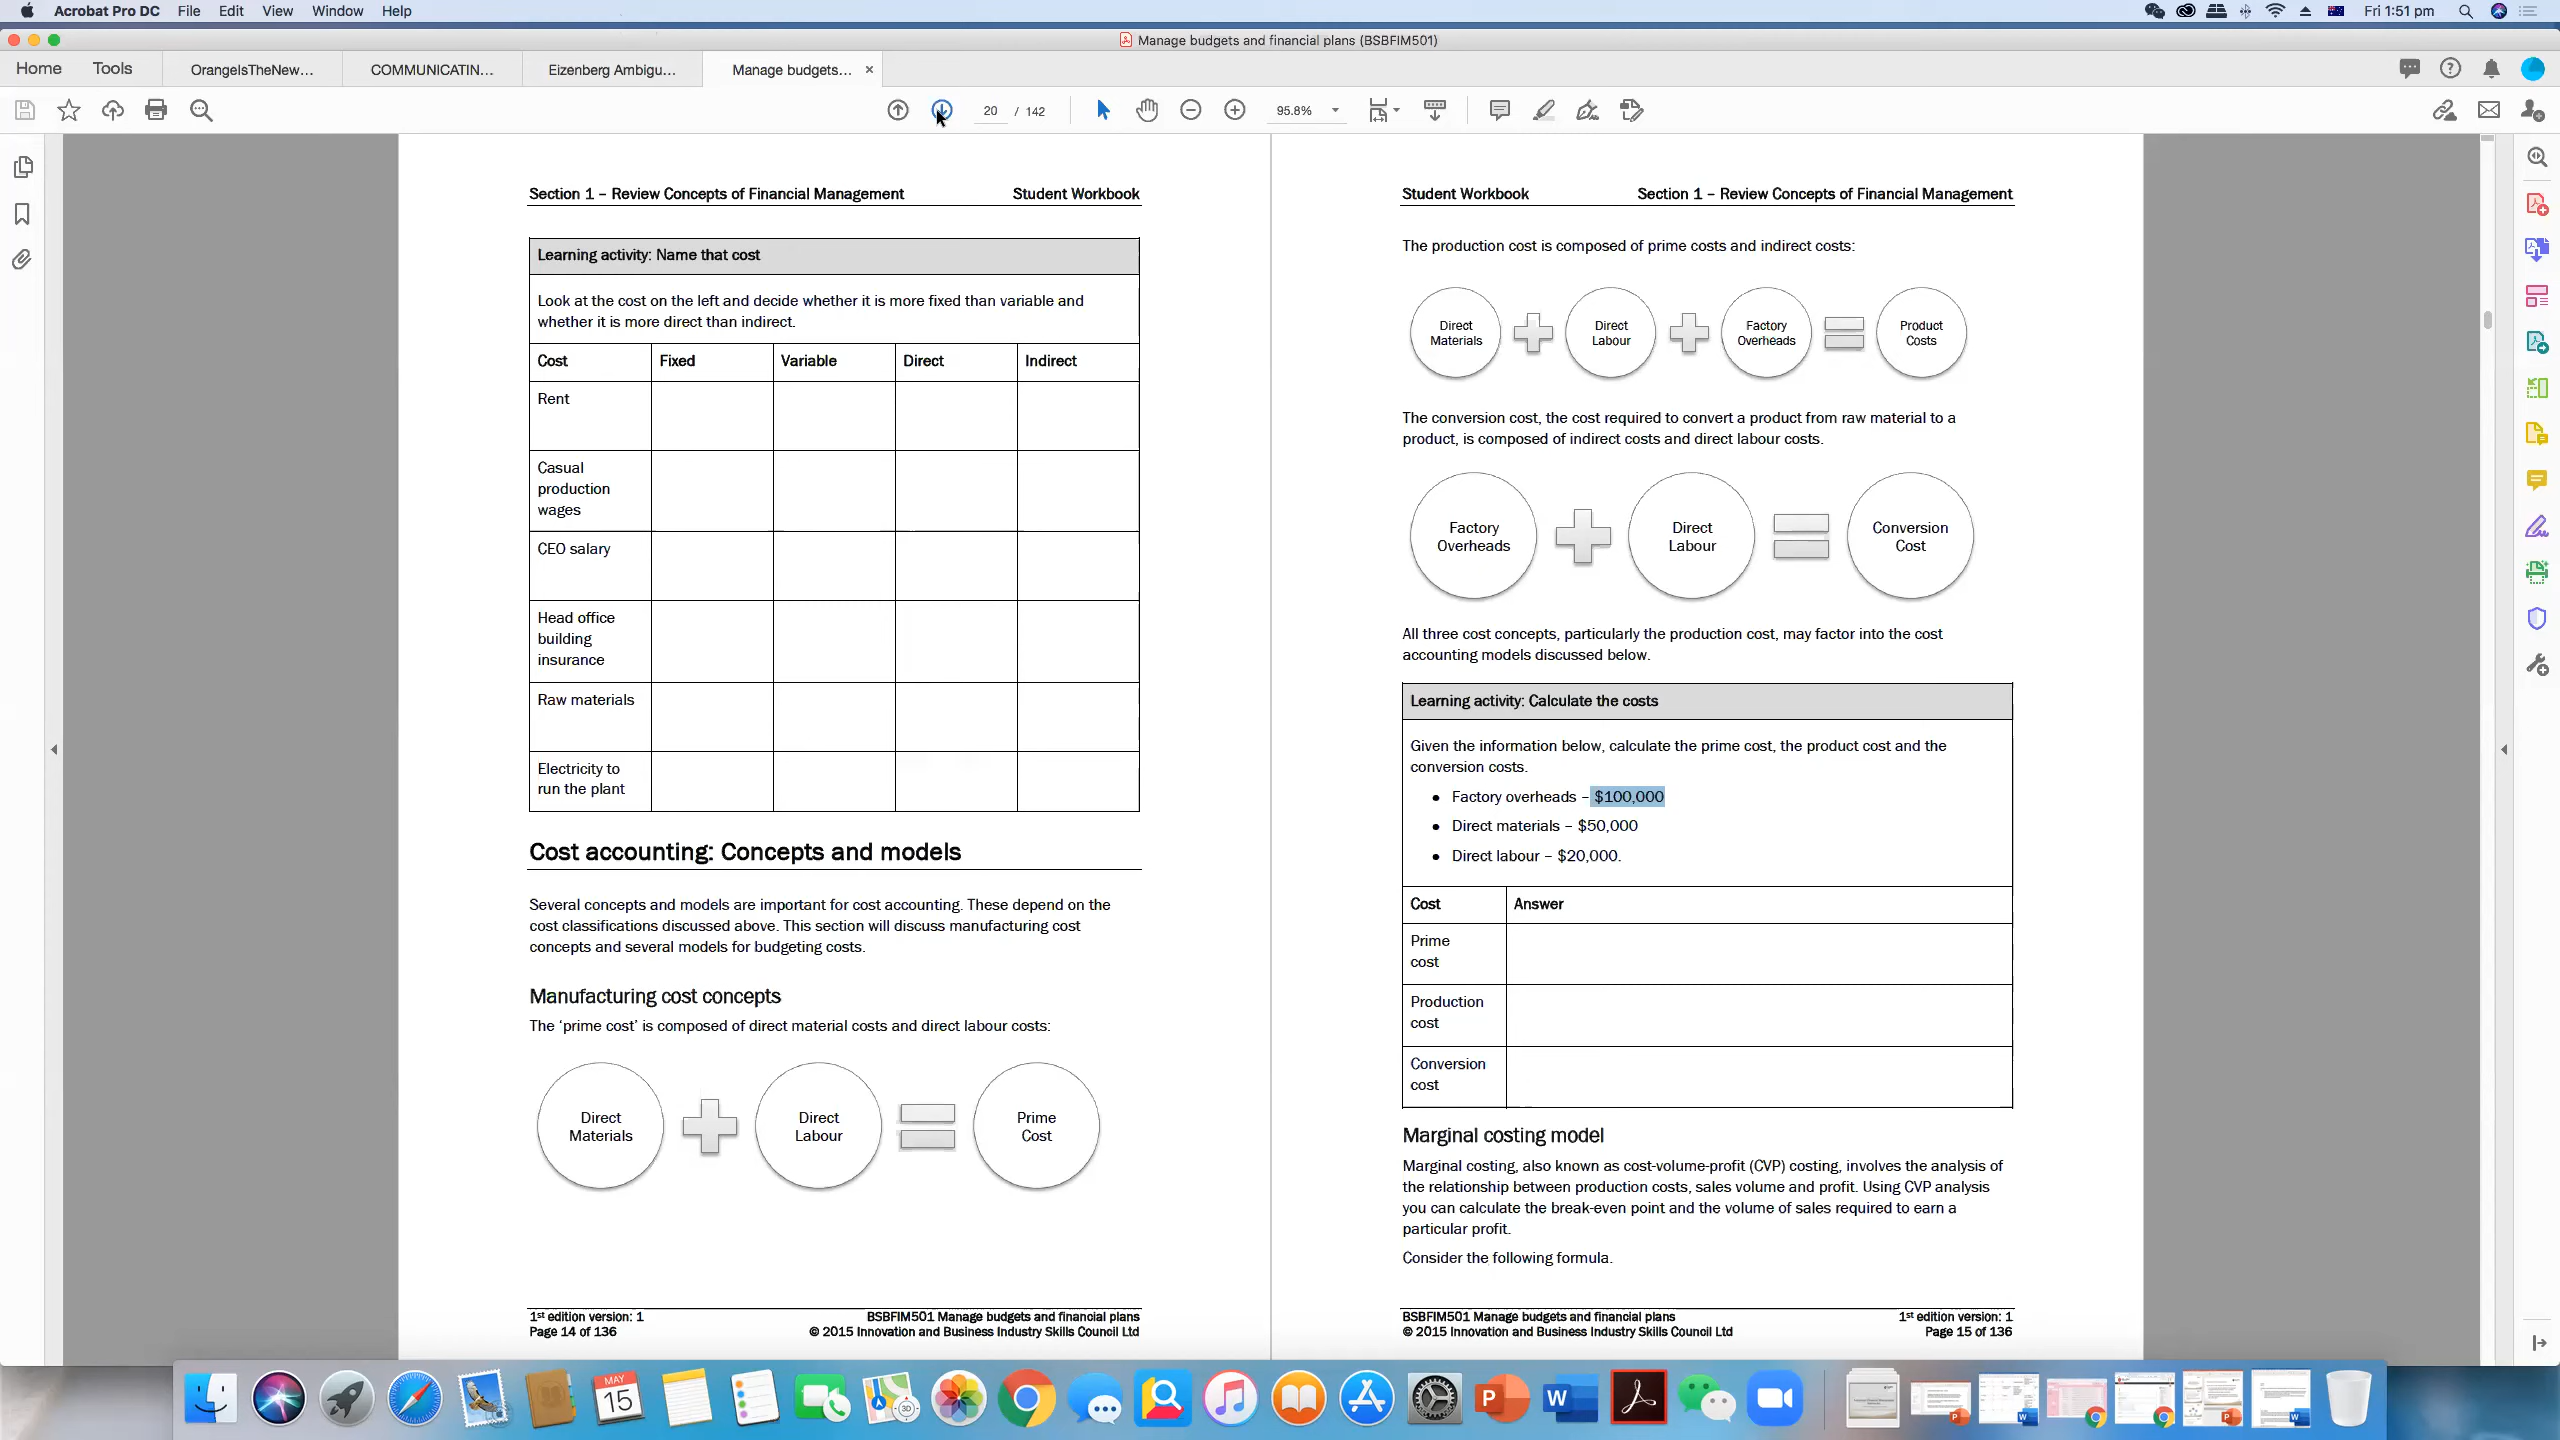 Acrobat Pro DC File Edit View Window Help
Fri 1:51 pm
Manage budgets and financial plans (BSBFIM501)
Home Tools OrangeIsTheNew... COMMUNICATIN... Eizenberg Ambigu... Manage budgets... ×
20 / 142 95.8%
Section 1 – Review Concepts of Financial Management Student Workbook
Learning activity: Name that cost
Look at the cost on the left and decide whether it is more fixed than variable and
whether it is more direct than indirect.
Cost Fixed Variable Direct Indirect
Rent
Casual
production
wages
CEO salary
Head office
building
insurance
Raw materials
Electricity to
run the plant
Cost accounting: Concepts and models
Several concepts and models are important for cost accounting. These depend on the
cost classifications discussed above. This section will discuss manufacturing cost
concepts and several models for budgeting costs.
Manufacturing cost concepts
The ‘prime cost’ is composed of direct material costs and direct labour costs:
Direct
Materials
Direct
Labour
Prime
Cost
1st edition version: 1 BSBFIM501 Manage budgets and financial plans
Page 14 of 136 © 2015 Innovation and Business Industry Skills Council Ltd
Student Workbook Section 1 – Review Concepts of Financial Management
The production cost is composed of prime costs and indirect costs:
Direct
Materials
Direct
Labour
Factory
Overheads
Product
Costs
The conversion cost, the cost required to convert a product from raw material to a
product, is composed of indirect costs and direct labour costs.
Factory
Overheads
Direct
Labour
Conversion
Cost
All three cost concepts, particularly the production cost, may factor into the cost
accounting models discussed below.
Learning activity: Calculate the costs
Given the information below, calculate the prime cost, the product cost and the
conversion costs.
● Factory overheads – $100,000
● Direct materials – $50,000
● Direct labour – $20,000.
Cost Answer
Prime
cost
Production
cost
Conversion
cost
Marginal costing model
Marginal costing, also known as cost-volume-profit (CVP) costing, involves the analysis of
the relationship between production costs, sales volume and profit. Using CVP analysis
you can calculate the break-even point and the volume of sales required to earn a
particular profit.
Consider the following formula.
BSBFIM501 Manage budgets and financial plans 1st edition version: 1
© 2015 Innovation and Business Industry Skills Council Ltd Page 15 of 136
MAY
15
3D
P
W